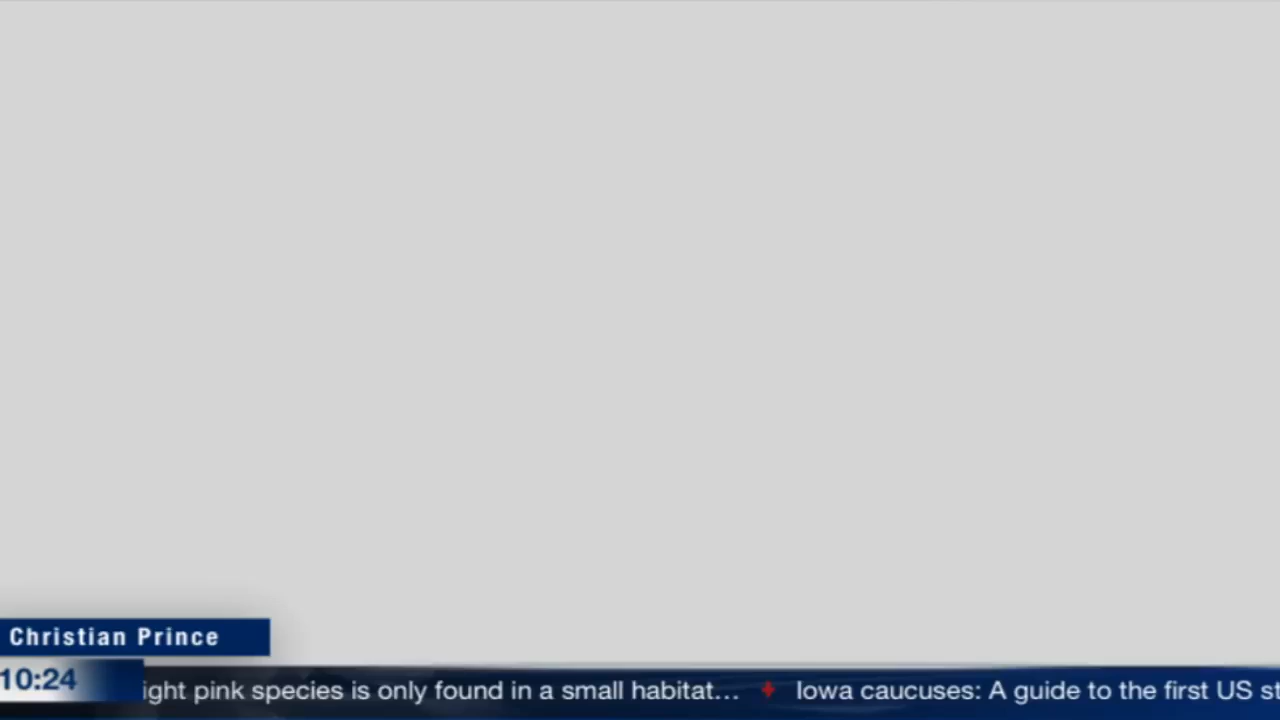 Christian Prince
10:24
ight pink species is only found in a small habitat... ♦ Iowa caucuses: A guide to the first US st